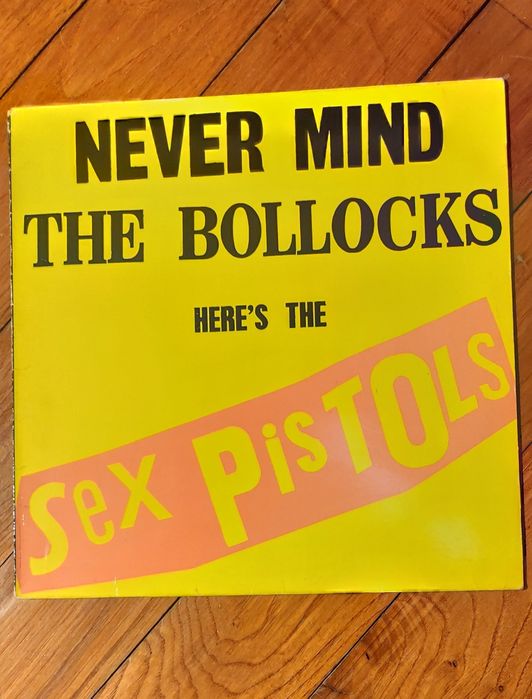 NEVER MIND
THE BOLLOCKS
HERE'S THE
Sex PisTOLS